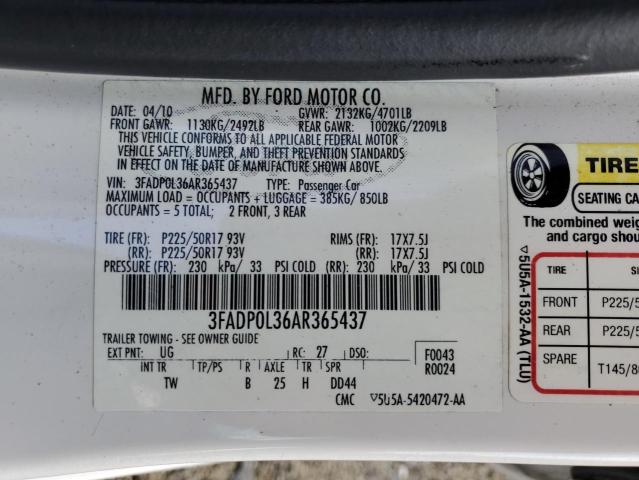 MFD. BY FORD MOTOR CO.
DATE: 04/10 GVWR: 2132KG/4701LB
FRONT GAWR: 1130KG/2492LB REAR GAWR: 1002KG/2209LB
THIS VEHICLE CONFORMS TO ALL APPLICABLE FEDERAL MOTOR
VEHICLE SAFETY, BUMPER, AND THEFT PREVENTION STANDARDS
IN EFFECT ON THE DATE OF MANUFACTURE SHOWN ABOVE.
VIN: 3FADP0L36AR365437 TYPE: Passenger Car
MAXIMUM LOAD = OCCUPANTS + LUGGAGE = 385KG/ 850LB
OCCUPANTS = 5 TOTAL; 2 FRONT, 3 REAR
TIRE (FR): P225/50R17 93V RIMS (FR): 17X7.5J
(RR): P225/50R17 93V (RR): 17X7.5J
PRESSURE (FR): 230 kPa/ 33 PSI COLD (RR): 230 kPa/ 33 PSI COLD
3FADP0L36AR365437
TRAILER TOWING - SEE OWNER GUIDE
EXT PNT: UG RC: 27 DSO: F0043
R0024
INT TR TP/PS R AXLE TR SPR
TW B 25 H DD44
CMC 5U5A-5420472-AA
TIRE
SEATING CA
The combined weig
and cargo shou
5U5A-1532-AA (TLU)
TIRE SI
FRONT P225/5
REAR P225/5
SPARE T145/80